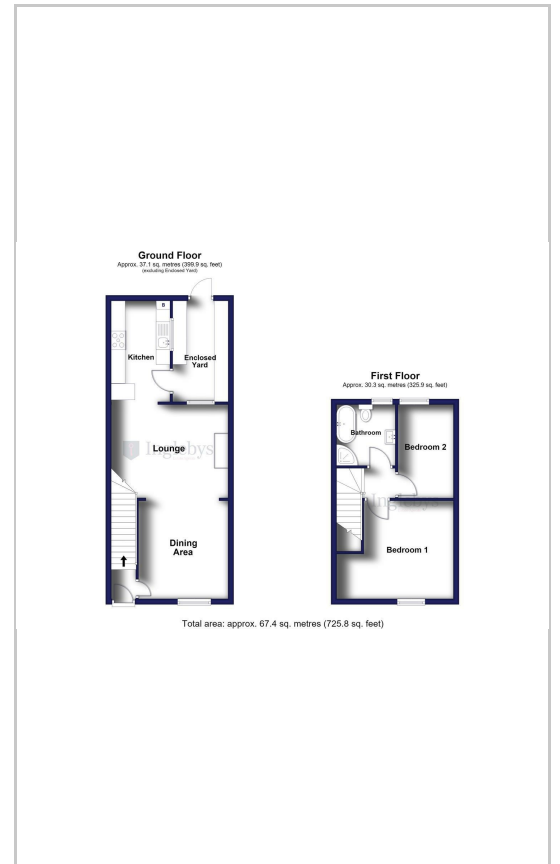 Ground Floor
Approx. 37.1 sq. metres (399.9 sq. feet)
(excluding Enclosed Yard)
B
Kitchen
Enclosed
Yard
Inglebys
Lounge
Dining
Area
First Floor
Approx. 30.3 sq. metres (325.9 sq. feet)
Bathroom
Bedroom 2
Inglebys
Bedroom 1
Total area: approx. 67.4 sq. metres (725.8 sq. feet)